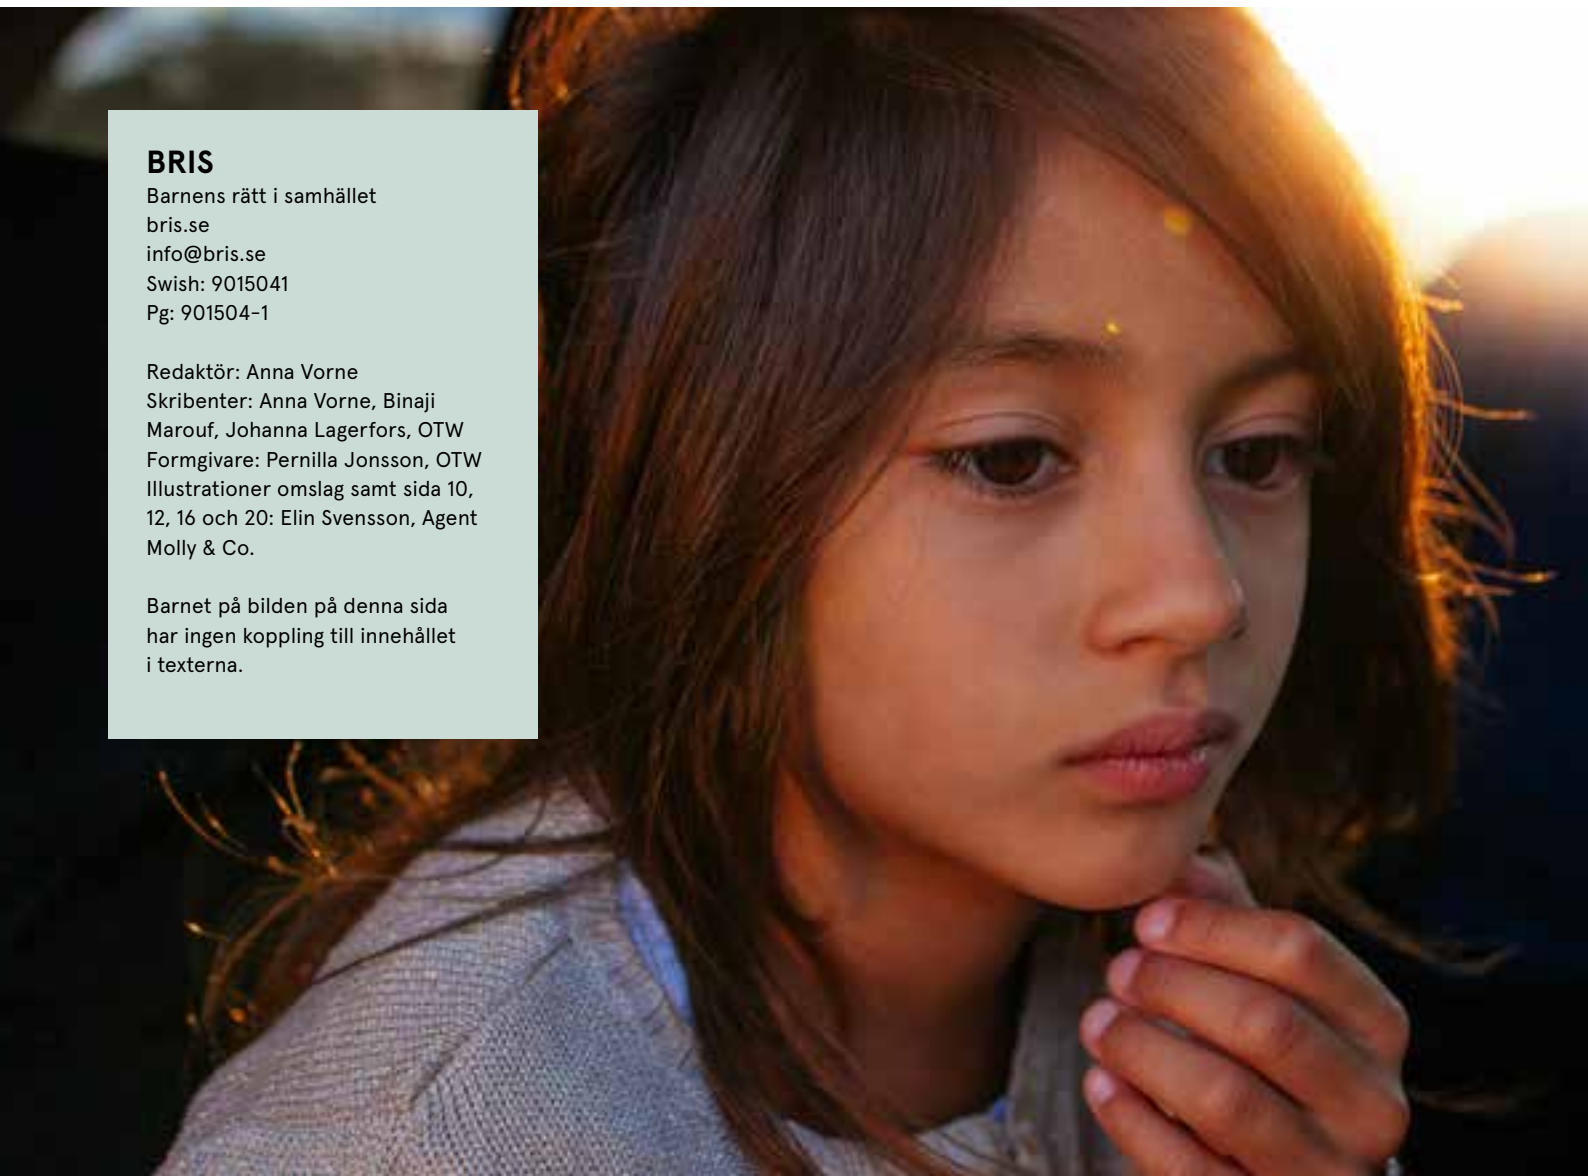 BRIS
Barnens rätt i samhället
bris.se
info@bris.se
Swish: 9015041
Pg: 901504-1
Redaktör: Anna Vorne
Skribenter: Anna Vorne, Binaji
Marouf, Johanna Lagerfors, OTW
Formgivare: Pernilla Jonsson, OTW
Illustrationer omslag samt sida 10,
12, 16 och 20: Elin Svensson, Agent
Molly & Co.
Barnet på bilden på denna sida
har ingen koppling till innehållet
i texterna.